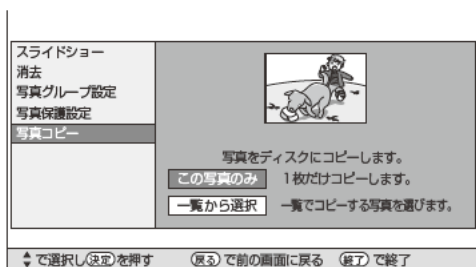 スライドショー
消去
写真グループ設定
写真保護設定
写真コピー
写真をディスクにコピーします。
この写真のみ 1枚だけコピーします。
一覧から選択 一覧でコピーする写真を選びます。
で選択し決定を押す 戻るで前の画面に戻る 終了で終了